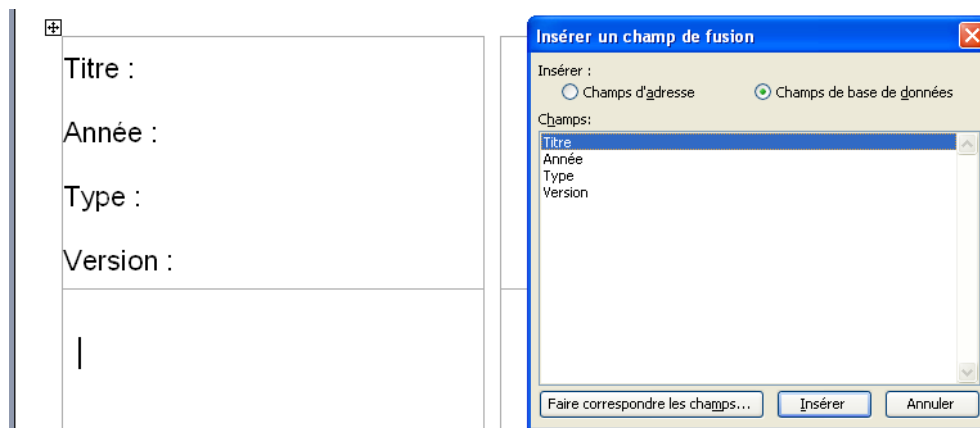 Titre :
Année :
Type :
Version :
Insérer un champ de fusion
Insérer :
Champs d'adresse
Champs de base de données
Champs:
Titre
Année
Type
Version
Faire correspondre les champs...
Insérer
Annuler